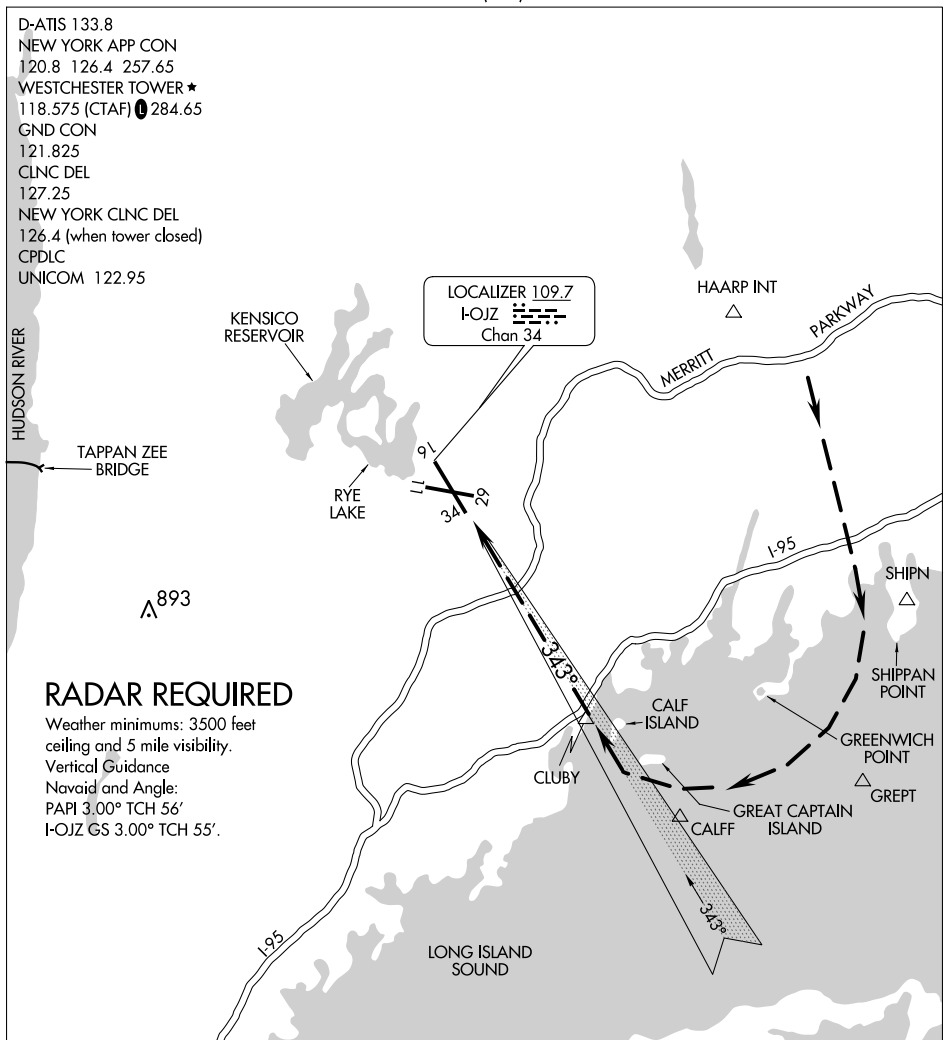 D-ATIS 133.8
NEW YORK APP CON
120.8 126.4 257.65
WESTCHESTER TOWER ★
118.575 (CTAF) L 284.65
GND CON
121.825
CLNC DEL
127.25
NEW YORK CLNC DEL
126.4 (when tower closed)
CPDLC
UNICOM 122.95
LOCALIZER 109.7
I-OJZ
Chan 34
HAARP INT
MERRITT
PARKWAY
KENSICO
RESERVOIR
HUDSON RIVER
TAPPAN ZEE
BRIDGE
RYE
LAKE
16
11
29
34
I-95
SHIPN
893
SHIPPAN
POINT
343°
CALF
ISLAND
GREENWICH
POINT
CLUBY
GREPT
GREAT CAPTAIN
ISLAND
CALFF
RADAR REQUIRED
Weather minimums: 3500 feet
ceiling and 5 mile visibility.
Vertical Guidance
Navaid and Angle:
PAPI 3.00° TCH 56'
I-OJZ GS 3.00° TCH 55'.
343°
I-95
LONG ISLAND
SOUND